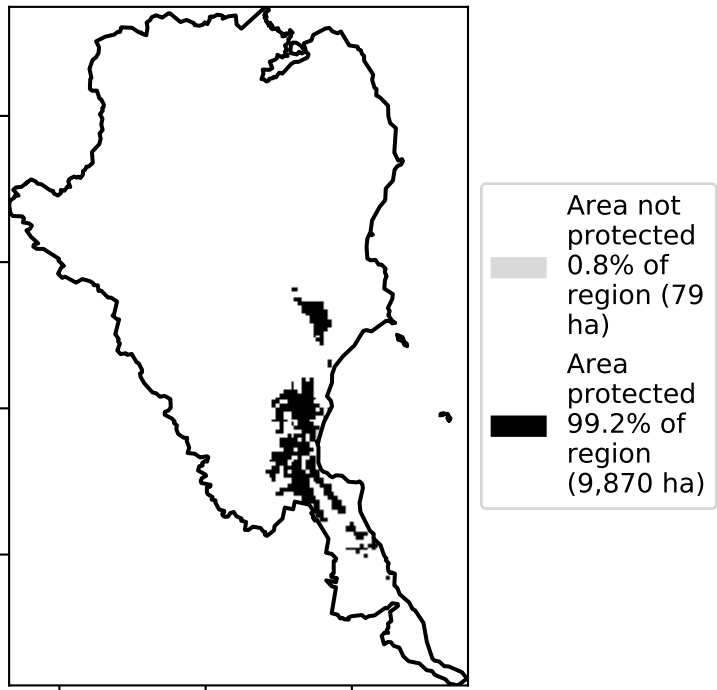 Area not
protected
0.8% of
region (79
ha)
Area
protected
99.2% of
region
(9,870 ha)